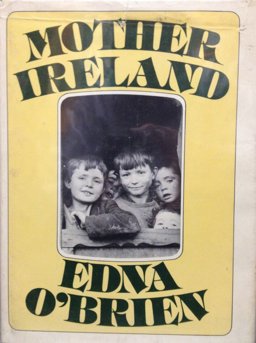 MOTHER
IRELAND
EDNA
O'BRIEN